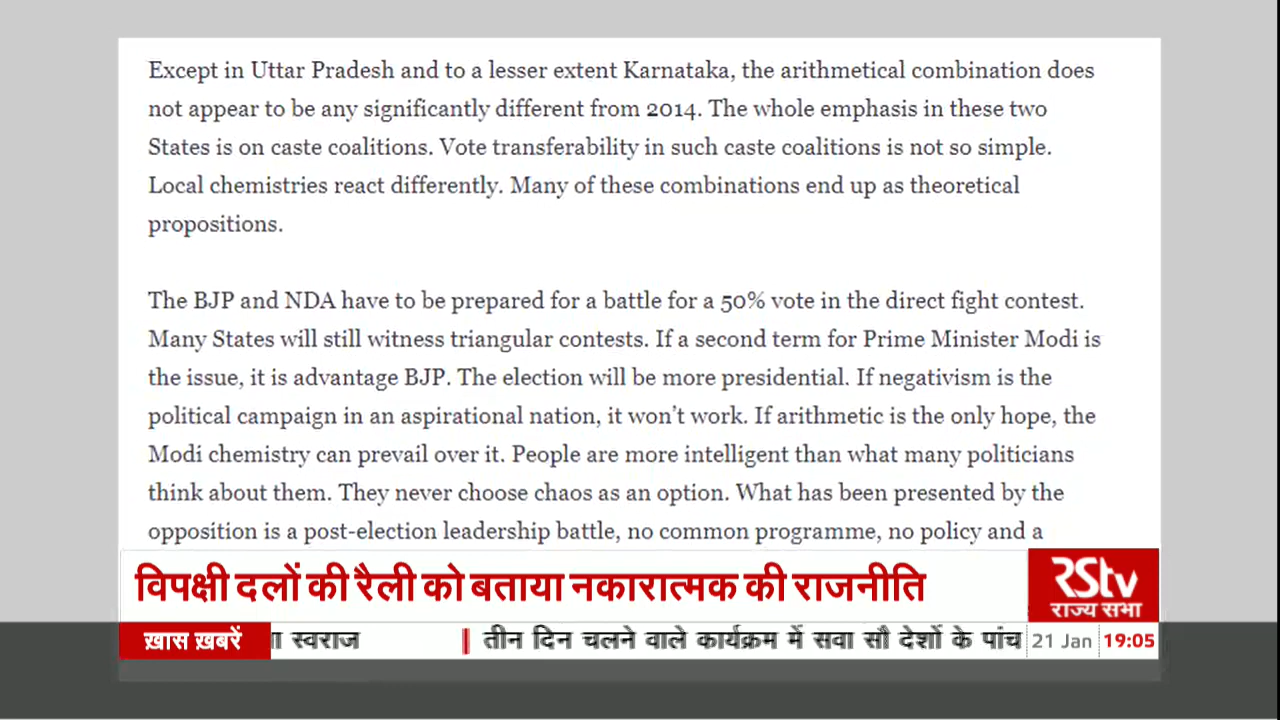 Except in Uttar Pradesh and to a lesser extent Karnataka, the arithmetical combination does
not appear to be any significantly different from 2014. The whole emphasis in these two
States is on caste coalitions. Vote transferability in such caste coalitions is not so simple.
Local chemistries react differently. Many of these combinations end up as theoretical
propositions.
The BJP and NDA have to be prepared for a battle for a 50% vote in the direct fight contest.
Many States will still witness triangular contests. If a second term for Prime Minister Modi is
the issue, it is advantage BJP. The election will be more presidential. If negativism is the
political campaign in an aspirational nation, it won't work. If arithmetic is the only hope, the
Modi chemistry can prevail over it. People are more intelligent than what many politicians
think about them. They never choose chaos as an option. What has been presented by the
opposition is a post-election leadership battle, no common programme, no policy and a
विपक्षी दलों की रैली को बताया नकारात्मक की राजनीति
RStv
राज्य सभा
ख़ास ख़बरें स्वराज | तीन दिन चलने वाले कार्यक्रम में सवा सौ देशों के पांच 21 Jan 19:05